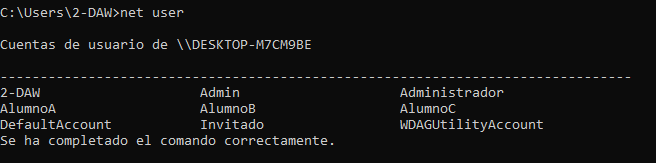 C:\Users\2-DAW>net user
Cuentas de usuario de \\DESKTOP-M7CM9BE
-------------------------------------------------------------------------------
2-DAW                    Admin                    Administrador
AlumnoA                  AlumnoB                  AlumnoC
DefaultAccount           Invitado                 WDAGUtilityAccount
Se ha completado el comando correctamente.